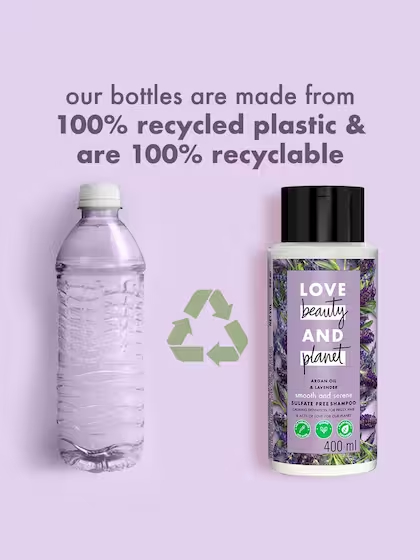 our bottles are made from
100% recycled plastic &
are 100% recyclable
LOVE
beauty
AND
planet
ARGAN OIL
& LAVENDER
smooth and serene
SULFATE FREE SHAMPOO
400 ml